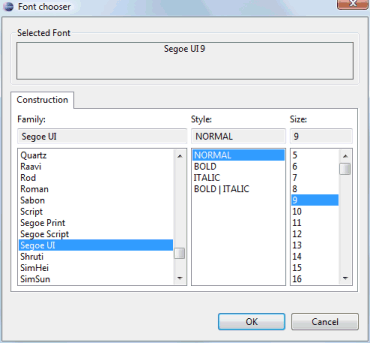 Font chooser
Selected Font
Segoe UI 9
Construction
Family: Style: Size:
Segoe UI NORMAL 9
Quartz NORMAL 5
Raavi BOLD 6
Rod ITALIC 7
Roman BOLD | ITALIC 8
Sabon 9
Script 10
Segoe Print 11
Segoe Script 12
Segoe UI 13
Shruti 14
SimHei 15
SimSun 16
OK Cancel